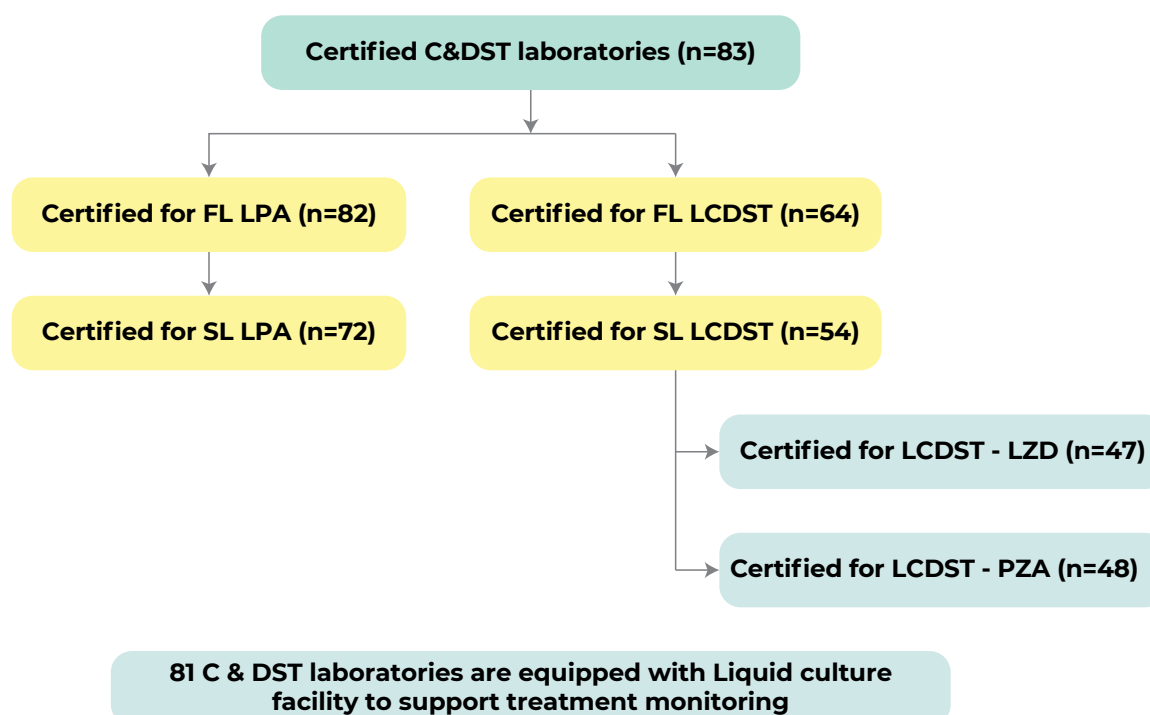 Certified C&DST laboratories (n=83)
Certified for FL LPA (n=82)
Certified for FL LCDST (n=64)
Certified for SL LPA (n=72)
Certified for SL LCDST (n=54)
Certified for LCDST - LZD (n=47)
Certified for LCDST - PZA (n=48)
81 C & DST laboratories are equipped with Liquid culture
facility to support treatment monitoring